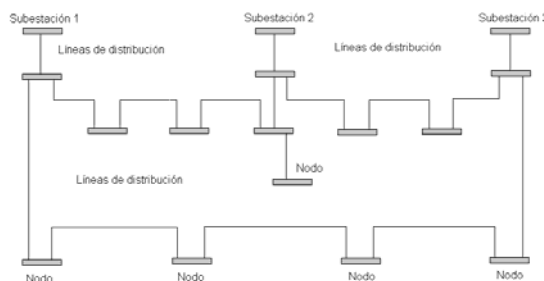 Subestación 1
Subestación 2
Subestación 3
Líneas de distribución
Líneas de distribución
Nodo
Líneas de distribución
Nodo
Nodo
Nodo
Nodo